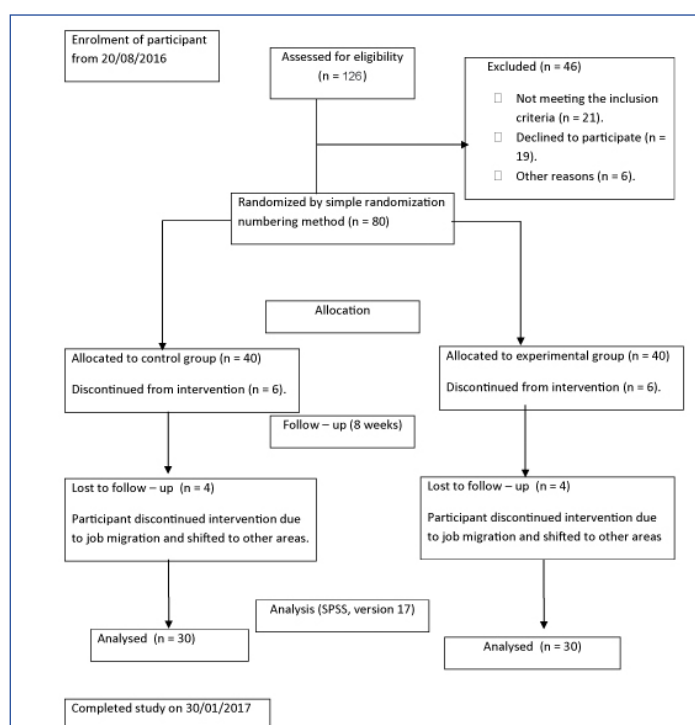 Enrolment of participant
from 20/08/2016
Assessed for eligibility
(n = 126)
Excluded (n = 46)
Not meeting the inclusion
criteria (n = 21).
Declined to participate (n =
19).
Other reasons (n = 6).
Randomized by simple randomization
numbering method (n = 80)
Allocation
Allocated to control group (n = 40)
Discontinued from intervention (n = 6).
Allocated to experimental group (n = 40)
Discontinued from intervention (n = 6).
Follow – up (8 weeks)
Lost to follow – up (n = 4)
Participant discontinued intervention due
to job migration and shifted to other areas.
Lost to follow – up (n = 4)
Participant discontinued intervention due
to job migration and shifted to other areas
Analysis (SPSS, version 17)
Analysed (n = 30)
Analysed (n = 30)
Completed study on 30/01/2017